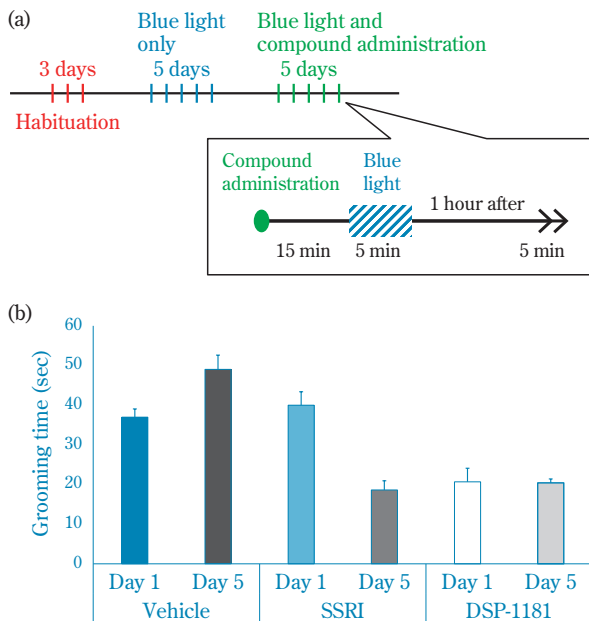 (a)
Blue light
only
Blue light and
compound administration
3 days
5 days
5 days
Habituation
Compound
administration
Blue
light
1 hour after
15 min
5 min
5 min
(b)
Grooming time (sec)
60
50
40
30
20
10
0
Day 1
Day 5
Day 1
Day 5
Day 1
Day 5
Vehicle
SSRI
DSP-1181